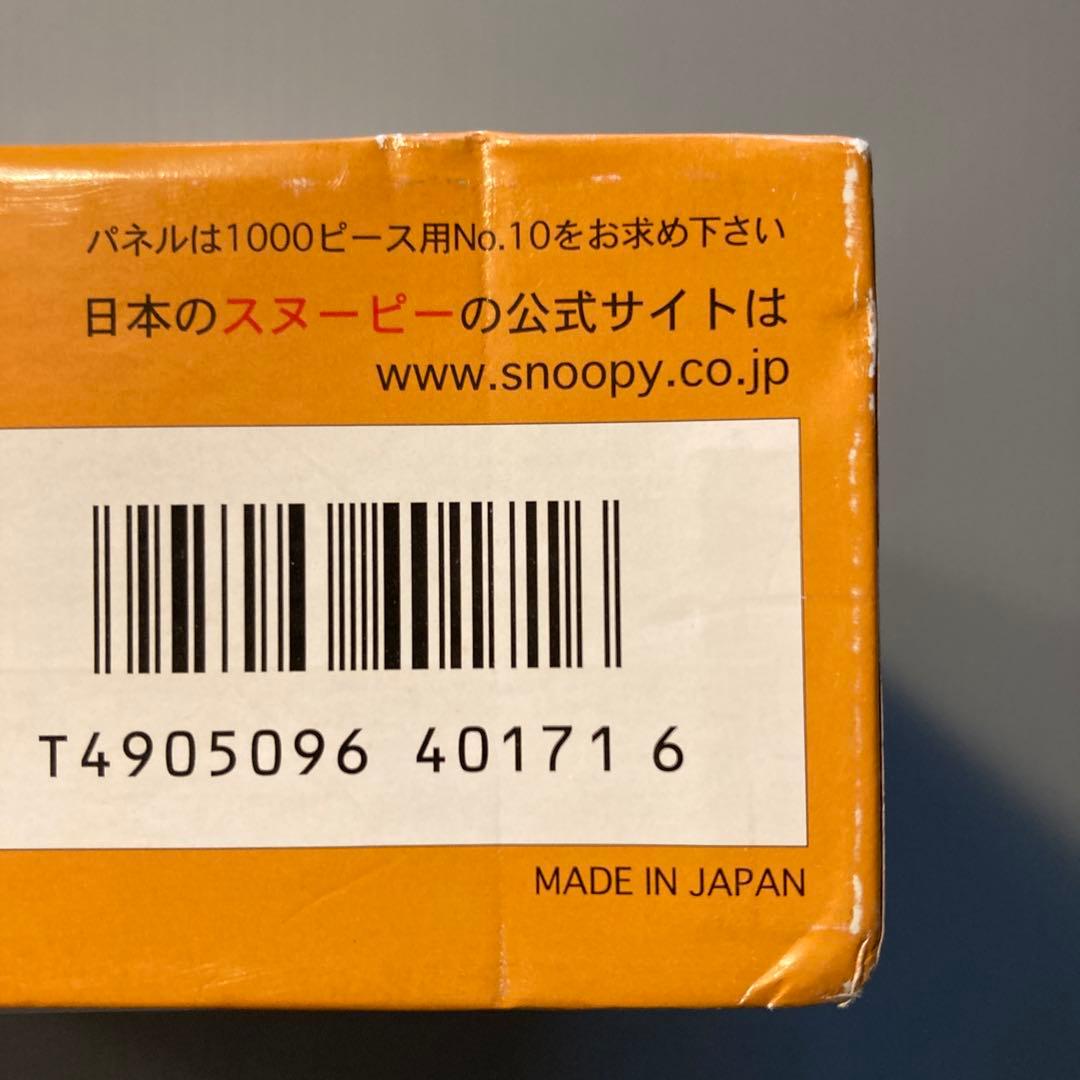 パネルは1000ピース用No.10をお求め下さい
日本のスヌーピーの公式サイトは
www.snoopy.co.jp
T4905096 40171 6
MADE IN JAPAN